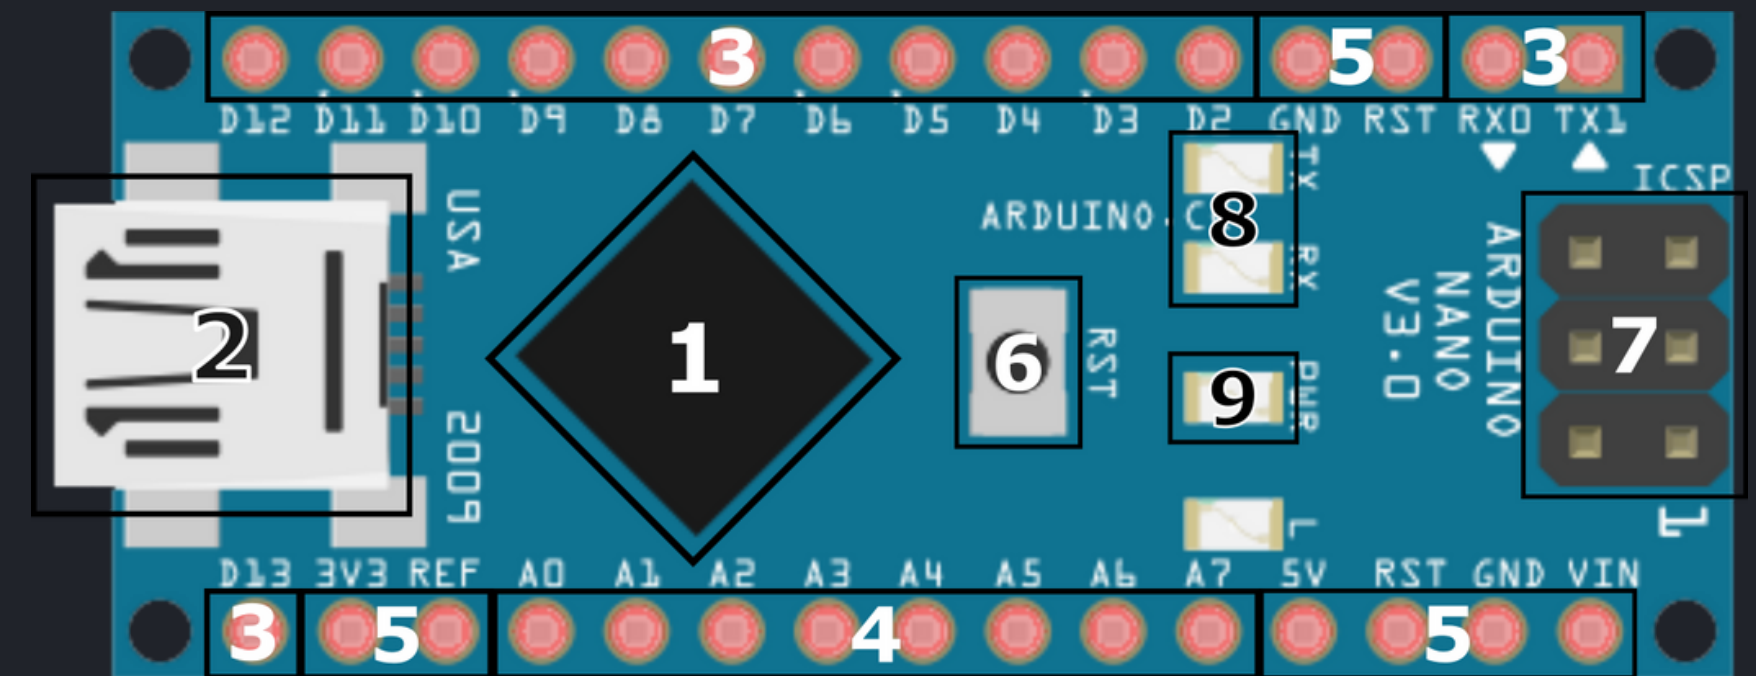 3 5 3
D12 D11 D10 D9 D8 D7 D6 D5 D4 D3 D2 GND RST RX0 TX1
ICSP
USA
2009
2
1
ARDUINO.C
6
RST
TX
8
RX
9
PWR
L
ARDUINO
NANO
V3.0
7
1
D13 3V3 REF A0 A1 A2 A3 A4 A5 A6 A7 5V RST GND VIN
3 5 4 5